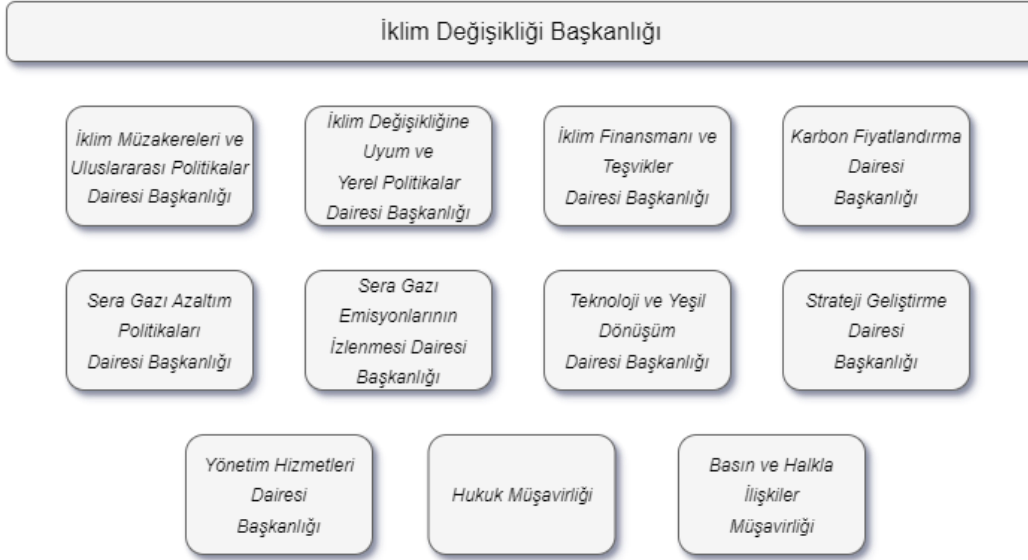 İklim Değişikliği Başkanlığı
İklim Müzakereleri ve
Uluslararası Politikalar
Dairesi Başkanlığı
İklim Değişikliğine
Uyum ve
Yerel Politikalar
Dairesi Başkanlığı
İklim Finansmanı ve
Teşvikler
Dairesi Başkanlığı
Karbon Fiyatlandırma
Dairesi
Başkanlığı
Sera Gazı Azaltım
Politikaları
Dairesi Başkanlığı
Sera Gazı
Emisyonlarının
İzlenmesi Dairesi
Başkanlığı
Teknoloji ve Yeşil
Dönüşüm
Dairesi Başkanlığı
Strateji Geliştirme
Dairesi
Başkanlığı
Yönetim Hizmetleri
Dairesi
Başkanlığı
Hukuk Müşavirliği
Basın ve Halkla
İlişkiler
Müşavirliği